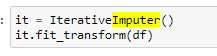 it = IterativeImputer()
it.fit_transform(df)